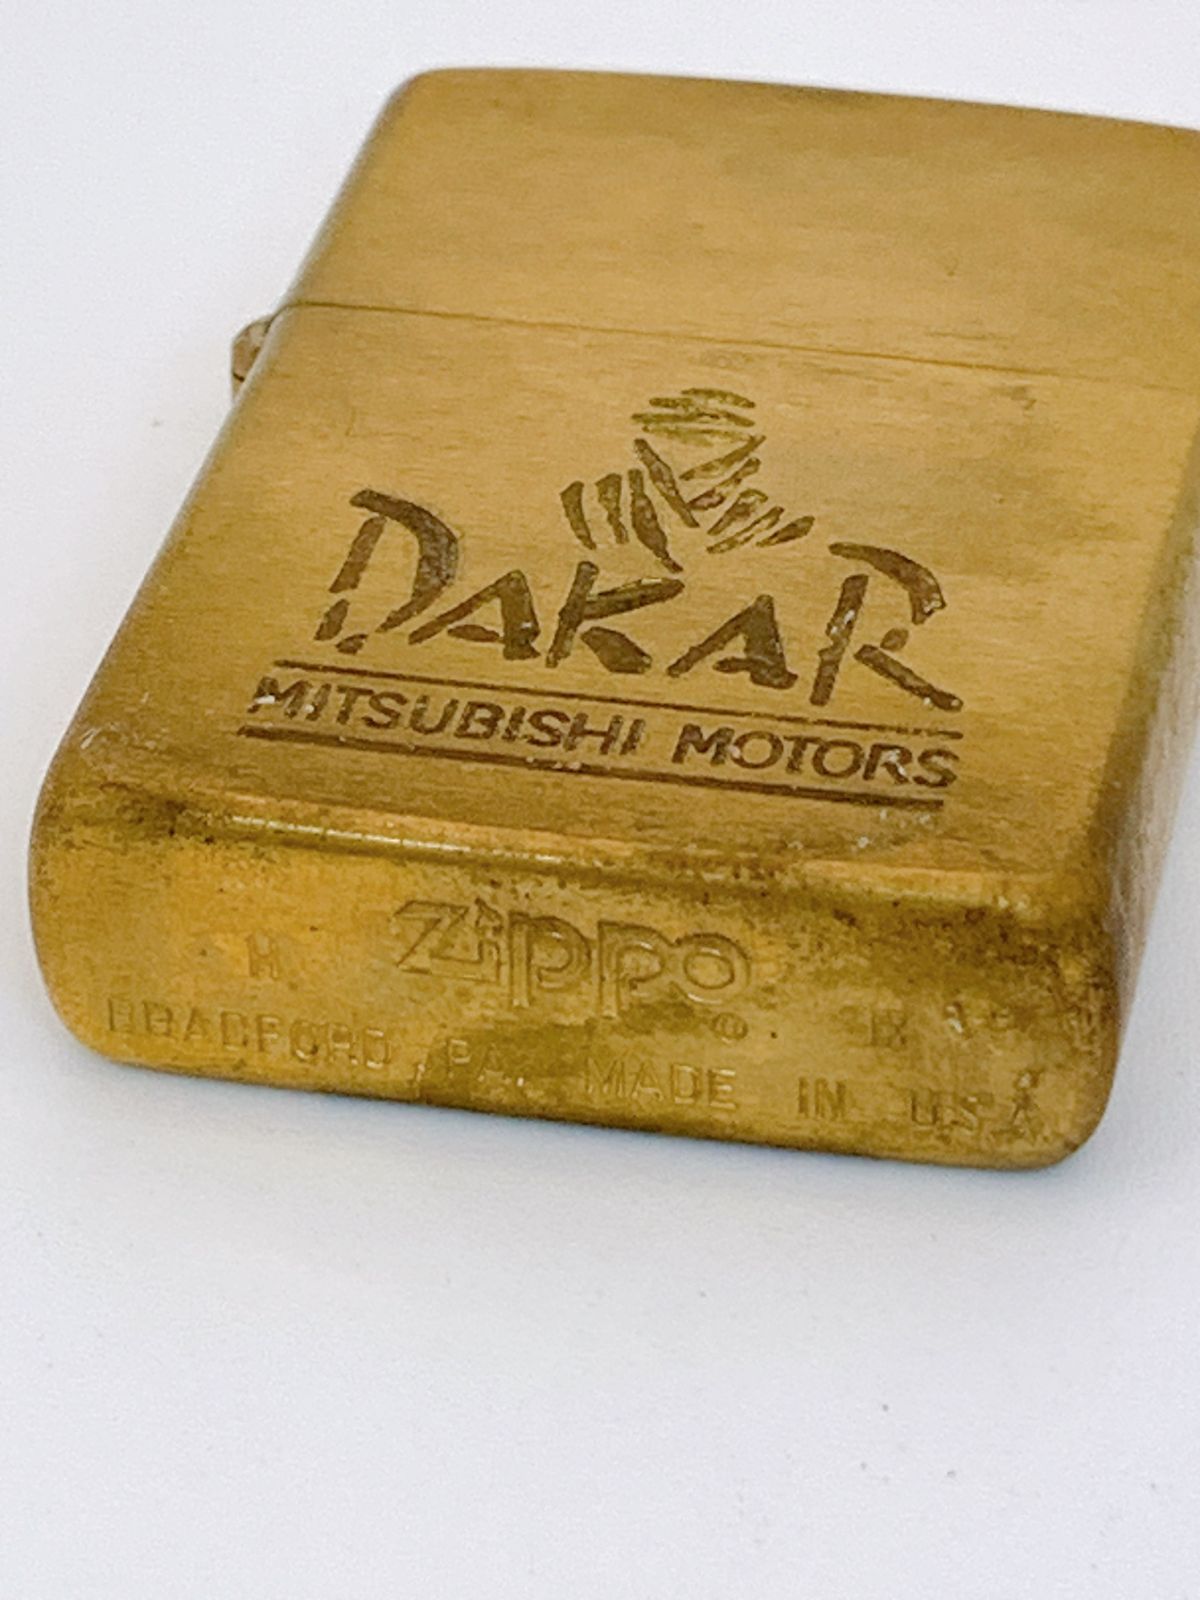 DAKAR
MITSUBISHI MOTORS
H Zippo ®
BRADFORD, PA. MADE IN USA